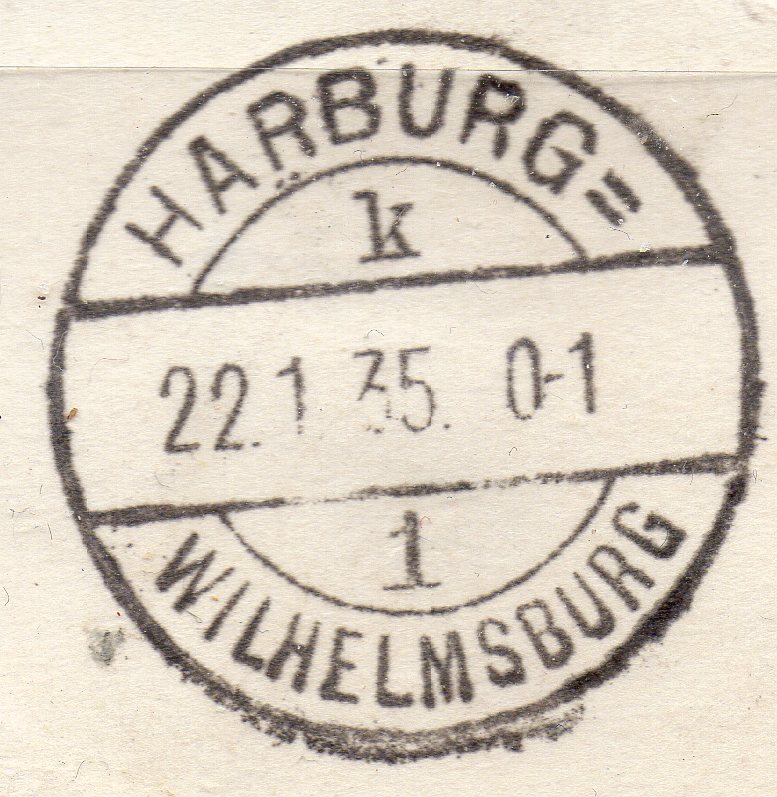 HARBURG=
k
22.1 35. 0-1
1
WILHELMSBURG